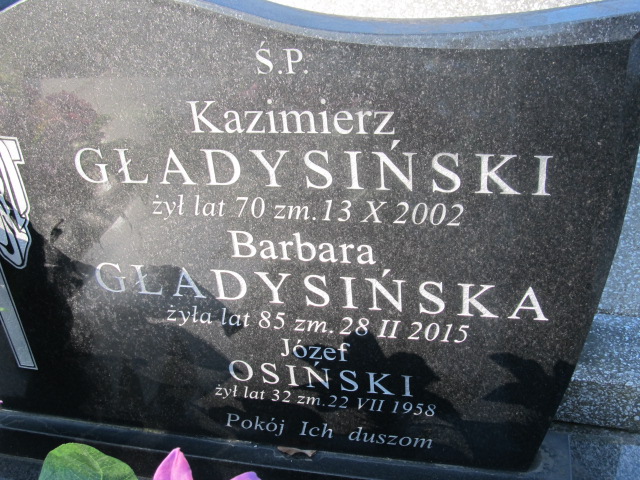 Ś.P.
Kazimierz
GŁADYSIŃSKI
żył lat 70 zm.13 X 2002
Barbara
GŁADYSIŃSKA
żyła lat 85 zm.28 II 2015
Józef
OSIŃSKI
żył lat 32 zm.22 VII 1958
Pokój Ich duszom